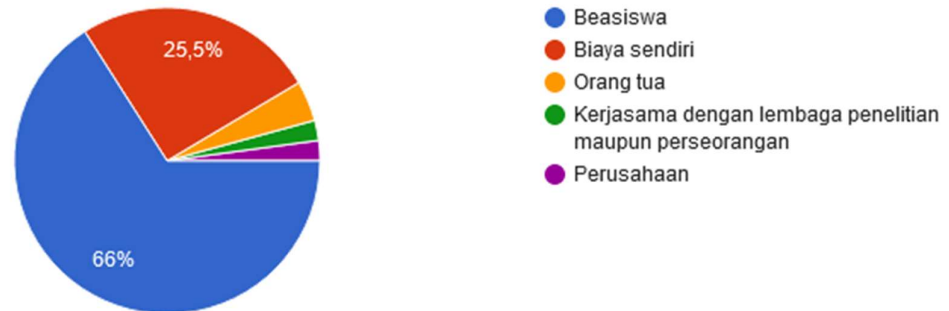 25,5%
66%
Beasiswa
Biaya sendiri
Orang tua
Kerjasama dengan lembaga penelitian
maupun perseorangan
Perusahaan